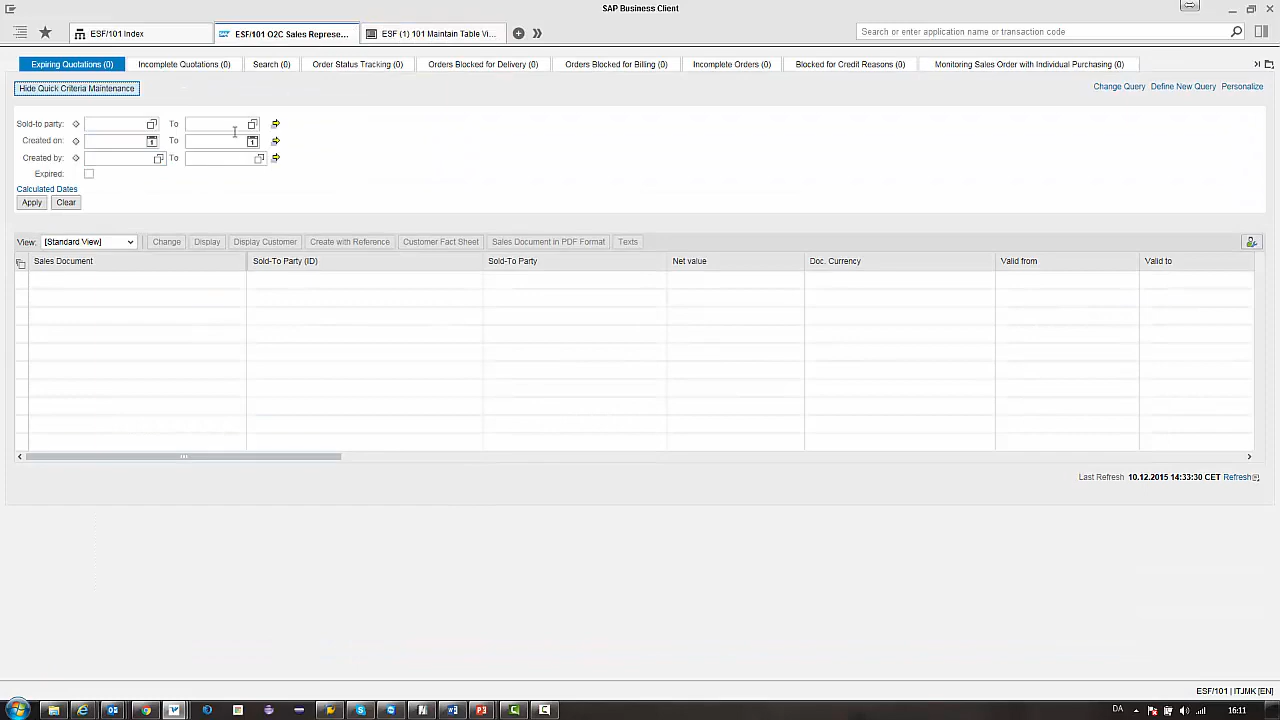 SAP Business Client
ESF/101 Index
ESF/101 O2C Sales Represe...
ESF (1) 101 Maintain Table Vi...
Search or enter application name or transaction code
Expiring Quotations (0)
Incomplete Quotations (0)
Search (0)
Order Status Tracking (0)
Orders Blocked for Delivery (0)
Orders Blocked for Billing (0)
Incomplete Orders (0)
Blocked for Credit Reasons (0)
Monitoring Sales Order with Individual Purchasing (0)
Hide Quick Criteria Maintenance
Change Query Define New Query Personalize
Sold-to party: To
Created on: To
Created by: To
Expired:
Calculated Dates
Apply Clear
View: [Standard View] Change Display Display Customer Create with Reference Customer Fact Sheet Sales Document in PDF Format Texts
Sales Document Sold-To Party (ID) Sold-To Party Net value Doc. Currency Valid from Valid to
Last Refresh 10.12.2015 14:33:30 CET Refresh
ESF/101 | ITJMK [EN]
DA 16:11